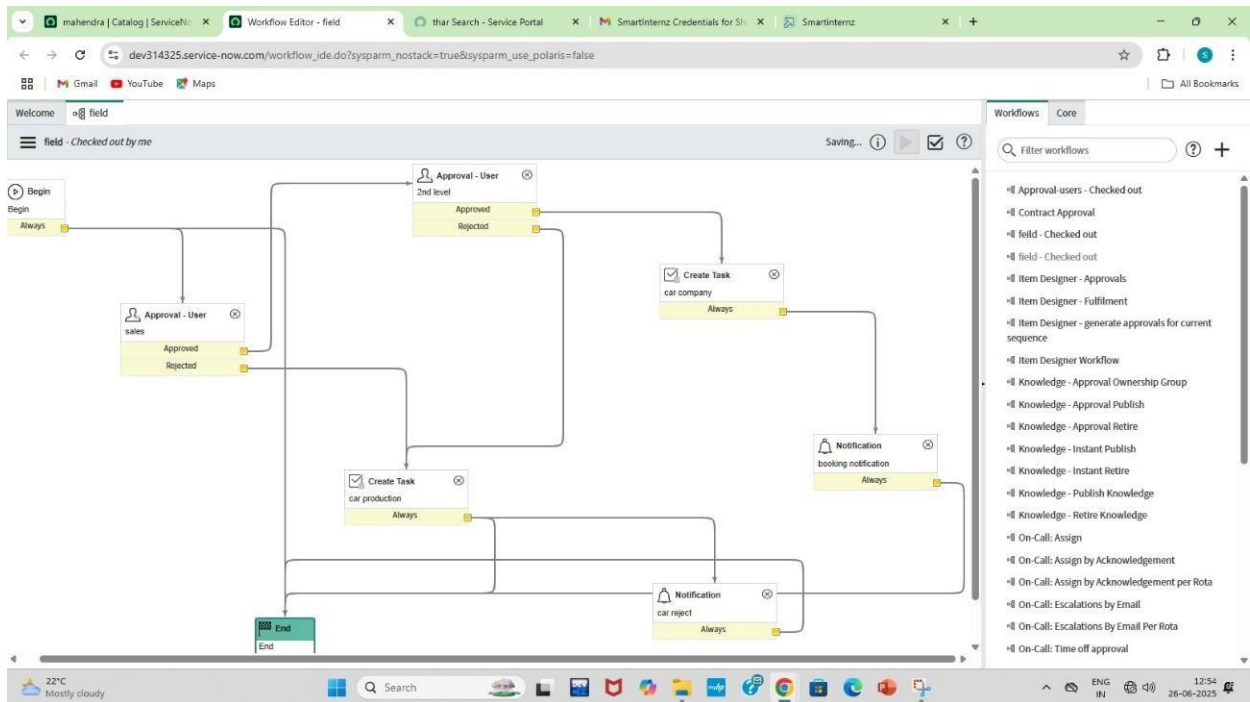 mahendra | Catalog | ServiceNo
Workflow Editor - field
thar Search - Service Portal
SmartInternz Credentials for Sh
Smartinternz
dev314325.service-now.com/workflow_ide.do?sysparm_nostack=true&sysparm_use_polaris=false
S
Gmail
YouTube
Maps
All Bookmarks
Welcome
field
Workflows
Core
field - Checked out by me
Saving...
Filter workflows
Begin
Begin
Always
Approval - User
2nd level
Approved
Rejected
Create Task
car company
Always
Approval - User
sales
Approved
Rejected
Notification
booking notification
Always
Create Task
car production
Always
Notification
car reject
Always
End
End
Approval-users - Checked out
Contract Approval
feild - Checked out
field - Checked out
Item Designer - Approvals
Item Designer - Fulfilment
Item Designer - generate approvals for current
sequence
Item Designer Workflow
Knowledge - Approval Ownership Group
Knowledge - Approval Publish
Knowledge - Approval Retire
Knowledge - Instant Publish
Knowledge - Instant Retire
Knowledge - Publish Knowledge
Knowledge - Retire Knowledge
On-Call: Assign
On-Call: Assign by Acknowledgement
On-Call: Assign by Acknowledgement per Rota
On-Call: Escalations by Email
On-Call: Escalations By Email Per Rota
On-Call: Time off approval
22°C
Mostly cloudy
Search
ENG
IN
12:54
26-06-2025